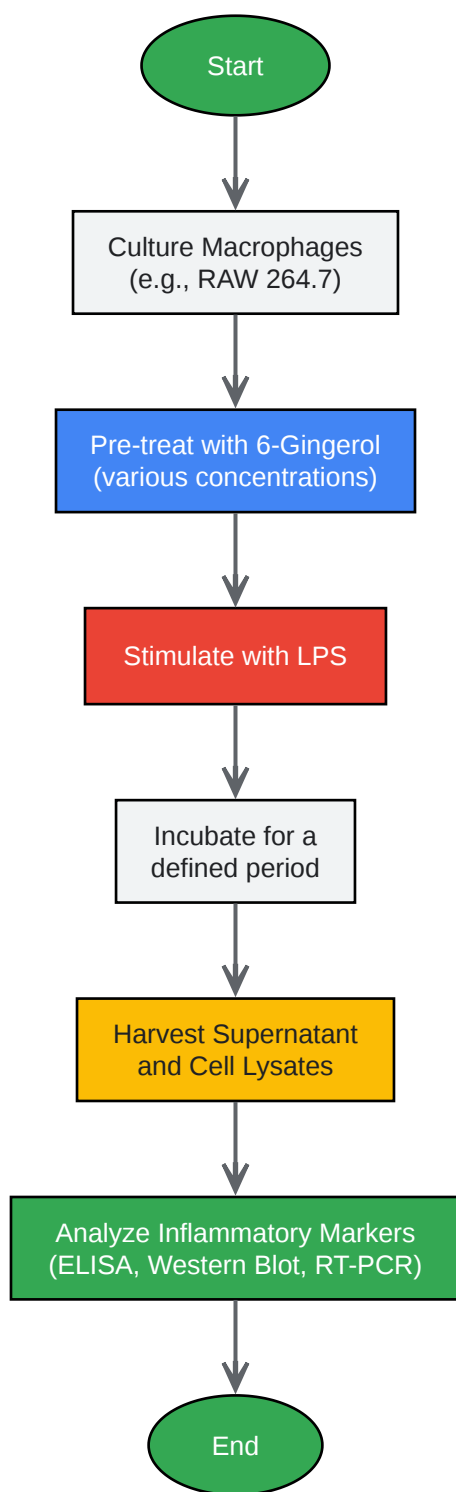 Start
Culture Macrophages
(e.g., RAW 264.7)
Pre-treat with 6-Gingerol
(various concentrations)
Stimulate with LPS
Incubate for a
defined period
Harvest Supernatant
and Cell Lysates
Analyze Inflammatory Markers
(ELISA, Western Blot, RT-PCR)
End